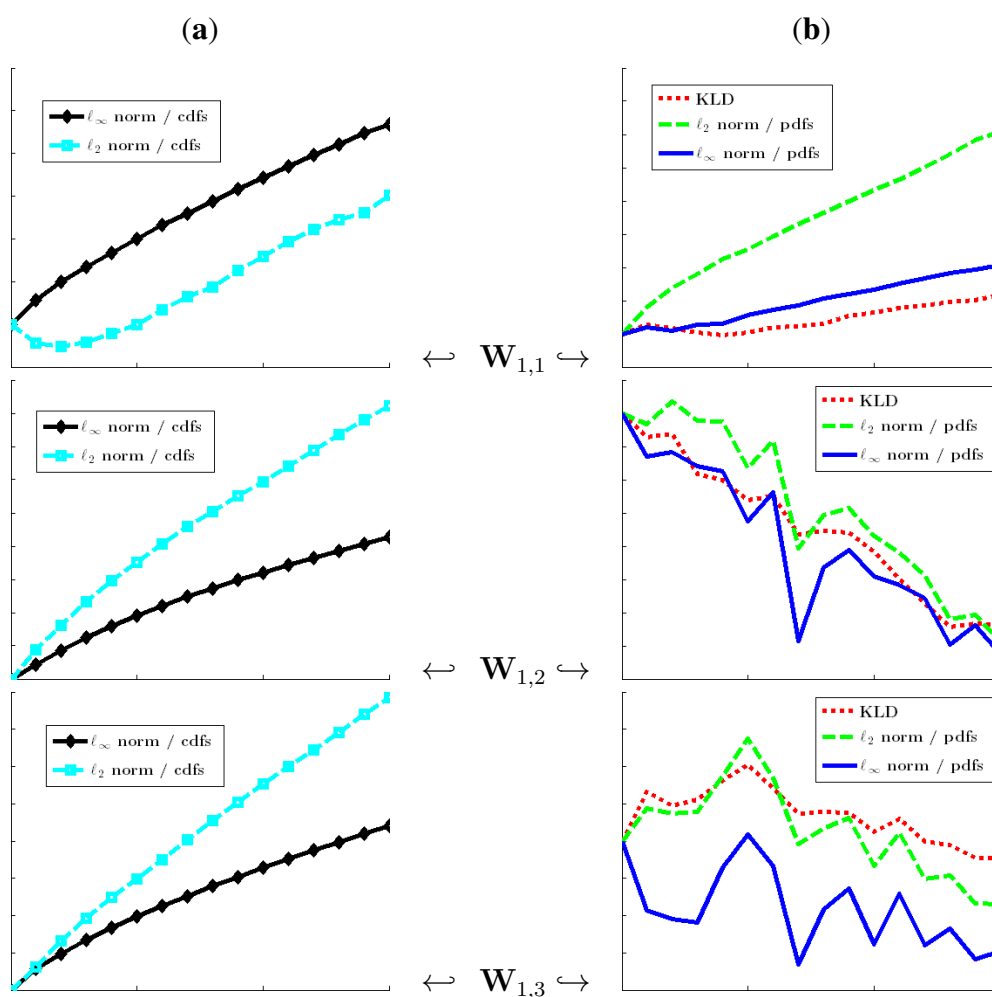 (a)
(b)
ℓ∞ norm / cdfs
ℓ2 norm / cdfs
KLD
ℓ2 norm / pdfs
ℓ∞ norm / pdfs
↩ W1,1 ↪
ℓ∞ norm / cdfs
ℓ2 norm / cdfs
KLD
ℓ2 norm / pdfs
ℓ∞ norm / pdfs
↩ W1,2 ↪
ℓ∞ norm / cdfs
ℓ2 norm / cdfs
KLD
ℓ2 norm / pdfs
ℓ∞ norm / pdfs
↩ W1,3 ↪